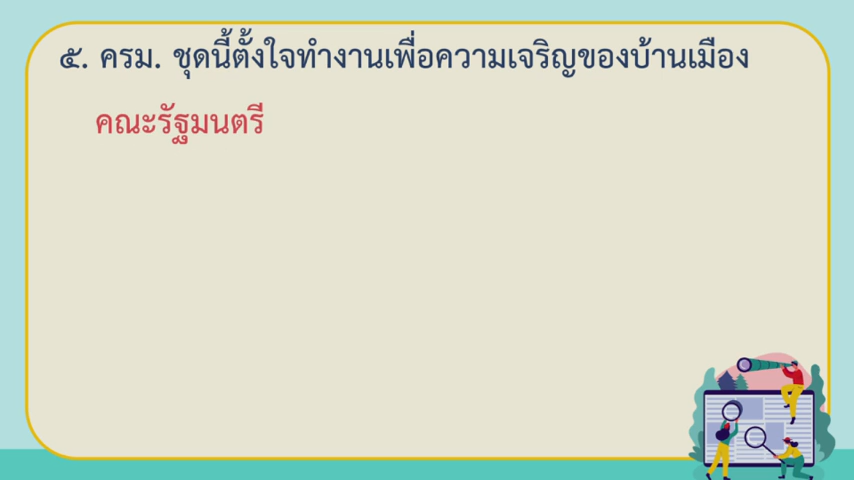 ๕. ครม. ชุดนี้ตั้งใจทำงานเพื่อความเจริญของบ้านเมือง
คณะรัฐมนตรี